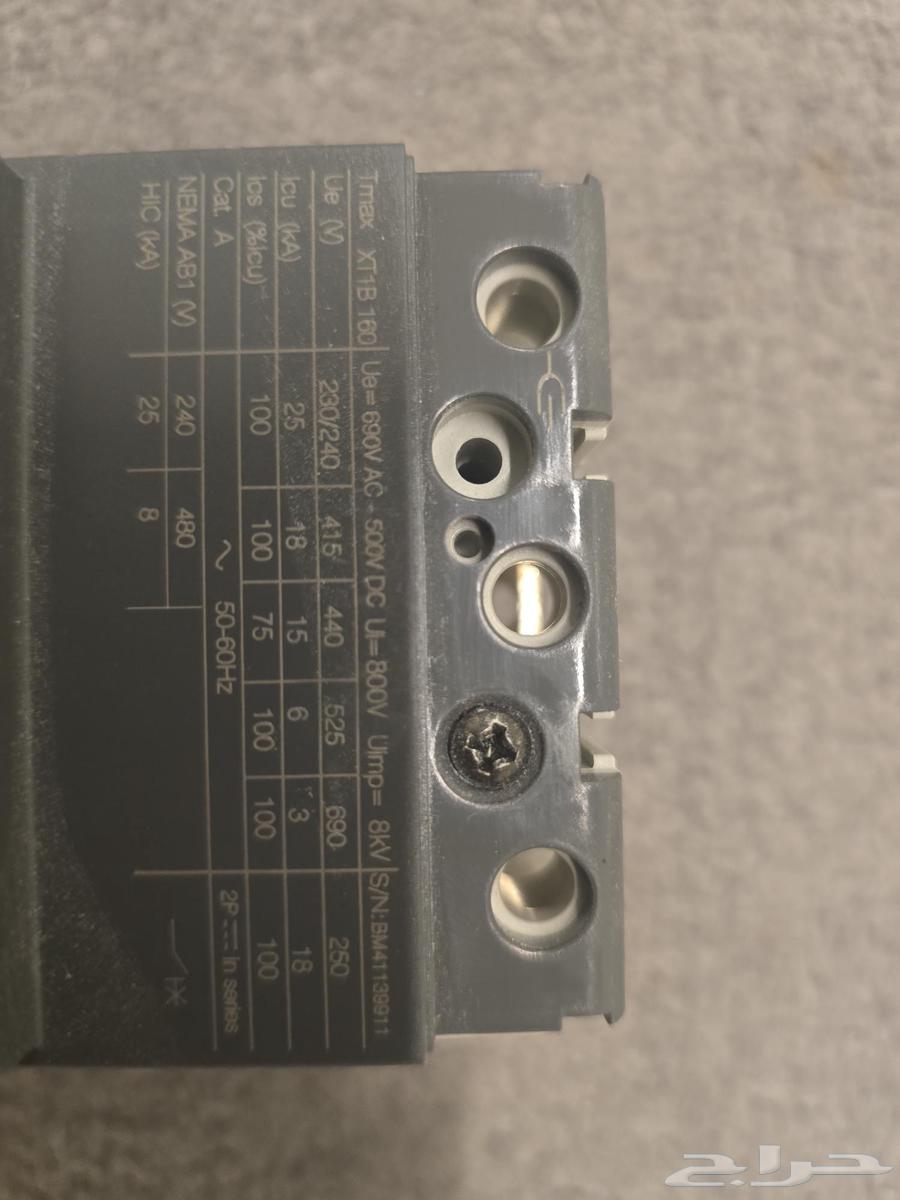 Tmax XT1B 160 Ue= 690V AC - 500V DC Ui= 800V Uimp= 8kV S/N:BM41139911
Ue (V) 230/240 415 440 525 690 250
Icu (kA) 25 18 15 6 3 18
Ics (%Icu) 100 100 75 100 100 100
Cat. A ~ 50-60Hz 2P ⎓ in series
NEMA AB1 (V) 240 480
HIC (kA) 25 8
حراج